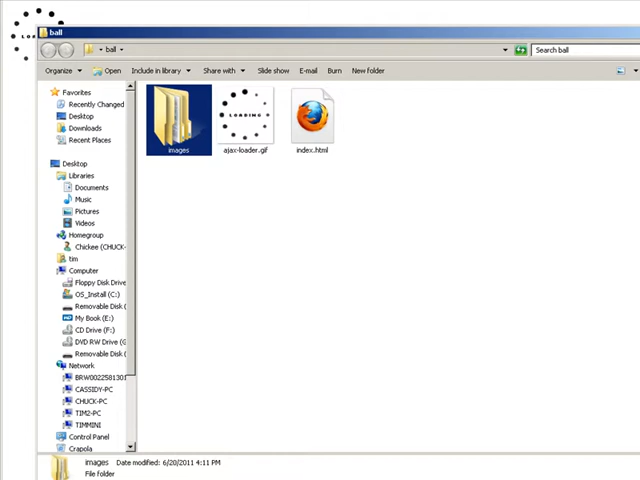 LOA
ball
ball
Search ball
Organize
Open
Include in library
Share with
Slide show
E-mail
Burn
New folder
Favorites
Recently Changed
Desktop
Downloads
Recent Places
Desktop
Libraries
Documents
Music
Pictures
Videos
Homegroup
Chickee (CHUCK-
tim
Computer
Floppy Disk Drive
OS_Install (C:)
Removable Disk (
My Book (E:)
CD Drive (F:)
DVD RW Drive (G
Removable Disk (
Network
BRW0022581301
CASSIDY-PC
CHUCK-PC
TIM2-PC
TIMMINI
Control Panel
Crapola
images
LOADING
ajax-loader.gif
index.html
images Date modified: 6/20/2011 4:11 PM
File folder